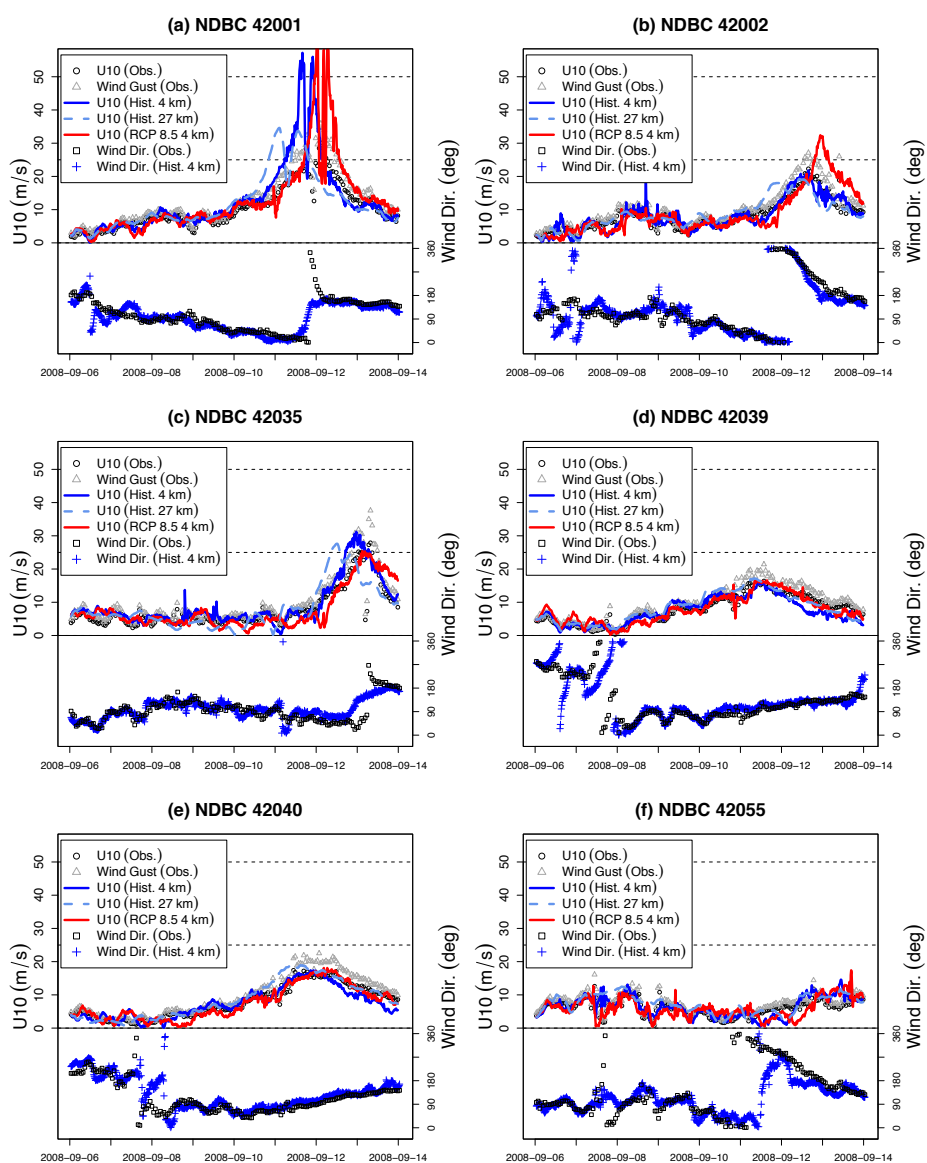 (a) NDBC 42001
U10 (m/s)
0 10 20 30 40 50
U10 (Obs.)
Wind Gust (Obs.)
U10 (Hist. 4 km)
U10 (Hist. 27 km)
U10 (RCP 8.5 4 km)
Wind Dir. (Obs.)
Wind Dir. (Hist. 4 km)
Wind Dir. (deg)
0 90 180 360
2008−09−06 2008−09−08 2008−09−10 2008−09−12 2008−09−14
(b) NDBC 42002
U10 (m/s)
0 10 20 30 40 50
U10 (Obs.)
Wind Gust (Obs.)
U10 (Hist. 4 km)
U10 (Hist. 27 km)
U10 (RCP 8.5 4 km)
Wind Dir. (Obs.)
Wind Dir. (Hist. 4 km)
Wind Dir. (deg)
0 90 180 360
2008−09−06 2008−09−08 2008−09−10 2008−09−12 2008−09−14
(c) NDBC 42035
U10 (m/s)
0 10 20 30 40 50
U10 (Obs.)
Wind Gust (Obs.)
U10 (Hist. 4 km)
U10 (Hist. 27 km)
U10 (RCP 8.5 4 km)
Wind Dir. (Obs.)
Wind Dir. (Hist. 4 km)
Wind Dir. (deg)
0 90 180 360
2008−09−06 2008−09−08 2008−09−10 2008−09−12 2008−09−14
(d) NDBC 42039
U10 (m/s)
0 10 20 30 40 50
U10 (Obs.)
Wind Gust (Obs.)
U10 (Hist. 4 km)
U10 (Hist. 27 km)
U10 (RCP 8.5 4 km)
Wind Dir. (Obs.)
Wind Dir. (Hist. 4 km)
Wind Dir. (deg)
0 90 180 360
2008−09−06 2008−09−08 2008−09−10 2008−09−12 2008−09−14
(e) NDBC 42040
U10 (m/s)
0 10 20 30 40 50
U10 (Obs.)
Wind Gust (Obs.)
U10 (Hist. 4 km)
U10 (Hist. 27 km)
U10 (RCP 8.5 4 km)
Wind Dir. (Obs.)
Wind Dir. (Hist. 4 km)
Wind Dir. (deg)
0 90 180 360
2008−09−06 2008−09−08 2008−09−10 2008−09−12 2008−09−14
(f) NDBC 42055
U10 (m/s)
0 10 20 30 40 50
U10 (Obs.)
Wind Gust (Obs.)
U10 (Hist. 4 km)
U10 (Hist. 27 km)
U10 (RCP 8.5 4 km)
Wind Dir. (Obs.)
Wind Dir. (Hist. 4 km)
Wind Dir. (deg)
0 90 180 360
2008−09−06 2008−09−08 2008−09−10 2008−09−12 2008−09−14